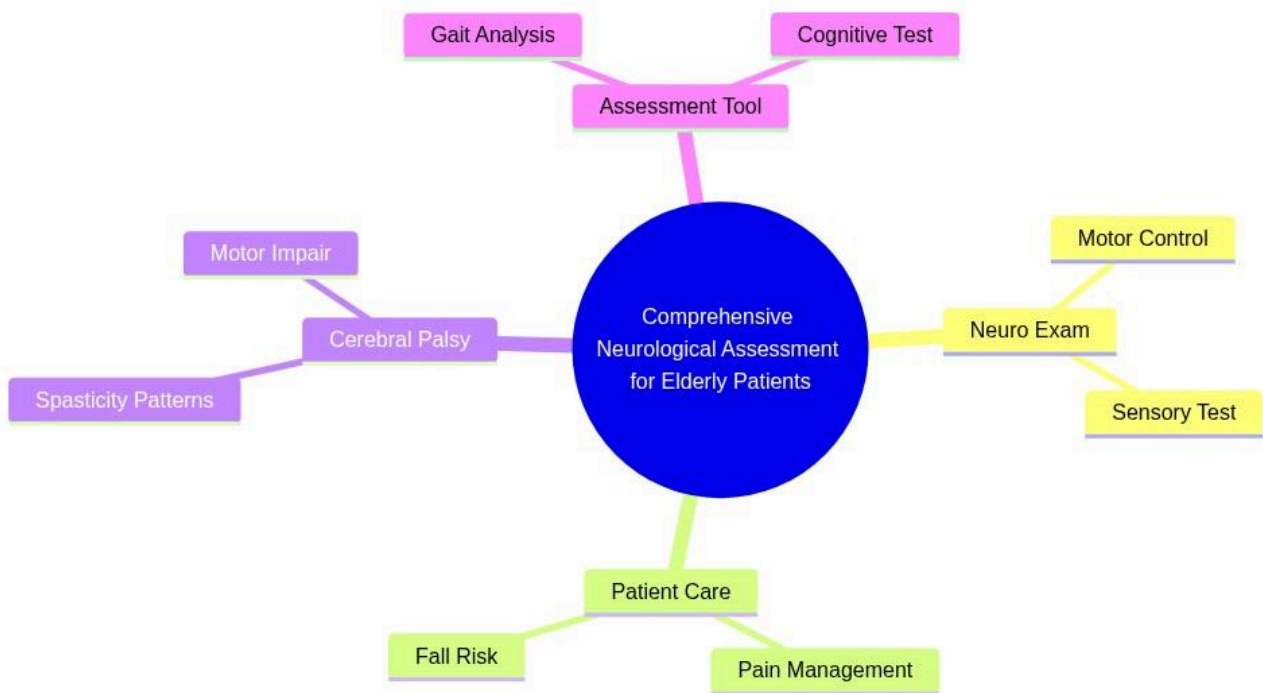 Gait Analysis
Cognitive Test
Assessment Tool
Motor Impair
Motor Control
Cerebral Palsy
Comprehensive
Neurological Assessment
for Elderly Patients
Neuro Exam
Spasticity Patterns
Sensory Test
Patient Care
Fall Risk
Pain Management